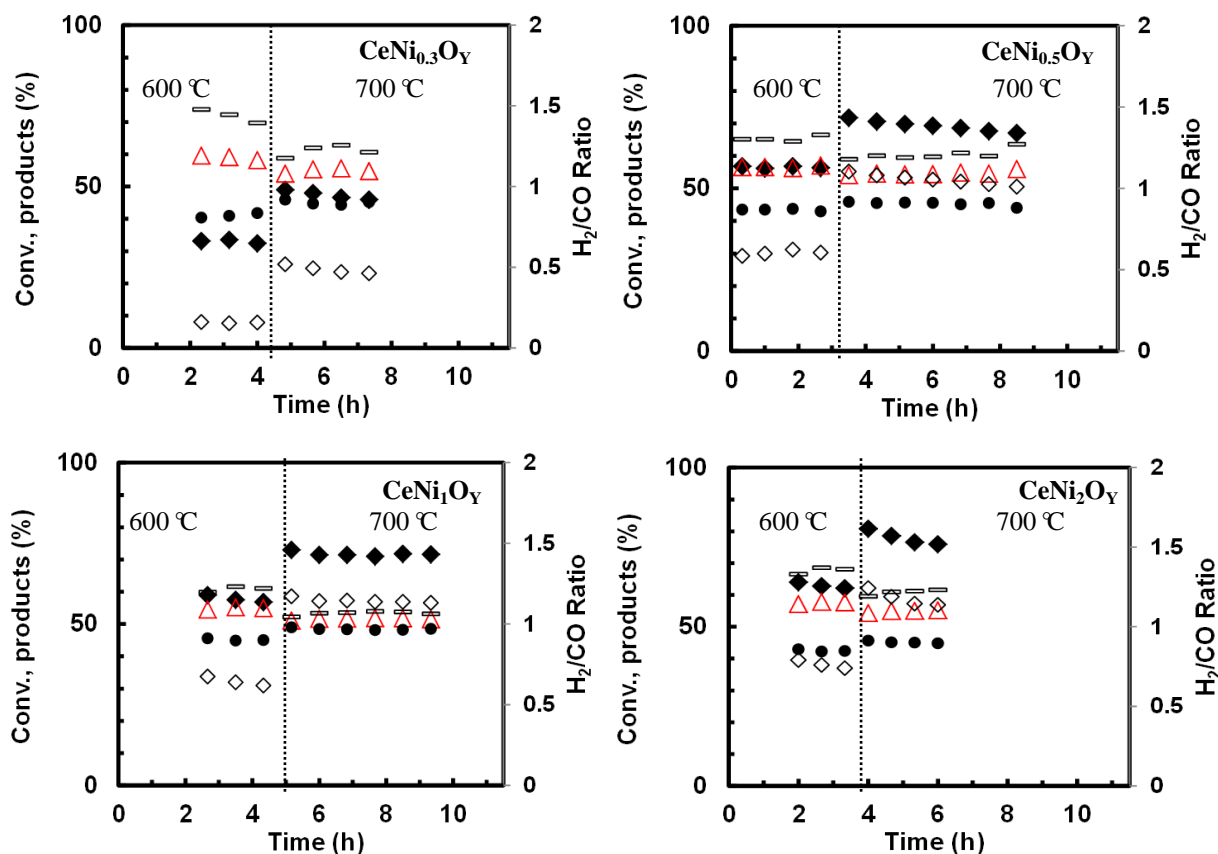 100
50
0
Conv., products (%)
CeNi0.3OY
600 °C
700 °C
2
1.5
1
0.5
0
H2/CO Ratio
0 2 4 6 8 10
Time (h)
100
50
0
Conv., products (%)
CeNi0.5OY
600 °C
700 °C
2
1.5
1
0.5
0
H2/CO Ratio
0 2 4 6 8 10
Time (h)
100
50
0
Conv., products (%)
CeNi1OY
600 °C
700 °C
2
1.5
1
0.5
0
H2/CO Ratio
0 2 4 6 8 10
Time (h)
100
50
0
Conv., products (%)
CeNi2OY
600 °C
700 °C
2
1.5
1
0.5
0
H2/CO Ratio
0 2 4 6 8 10
Time (h)